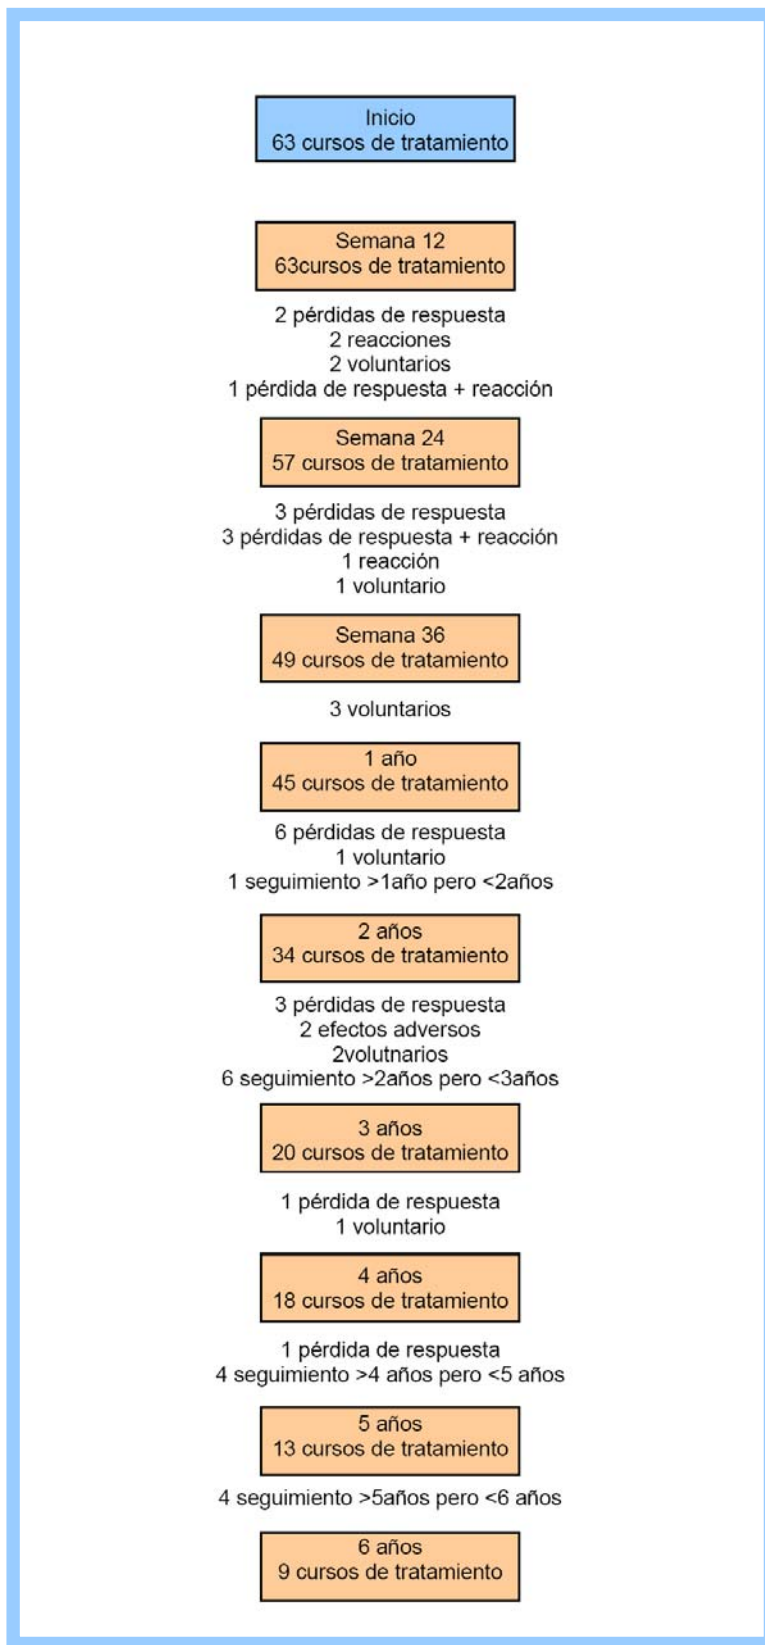 Inicio
63 cursos de tratamiento
Semana 12
63cursos de tratamiento
2 pérdidas de respuesta
2 reacciones
2 voluntarios
1 pérdida de respuesta + reacción
Semana 24
57 cursos de tratamiento
3 pérdidas de respuesta
3 pérdidas de respuesta + reacción
1 reacción
1 voluntario
Semana 36
49 cursos de tratamiento
3 voluntarios
1 año
45 cursos de tratamiento
6 pérdidas de respuesta
1 voluntario
1 seguimiento >1año pero <2años
2 años
34 cursos de tratamiento
3 pérdidas de respuesta
2 efectos adversos
2volutnarios
6 seguimiento >2años pero <3años
3 años
20 cursos de tratamiento
1 pérdida de respuesta
1 voluntario
4 años
18 cursos de tratamiento
1 pérdida de respuesta
4 seguimiento >4 años pero <5 años
5 años
13 cursos de tratamiento
4 seguimiento >5años pero <6 años
6 años
9 cursos de tratamiento